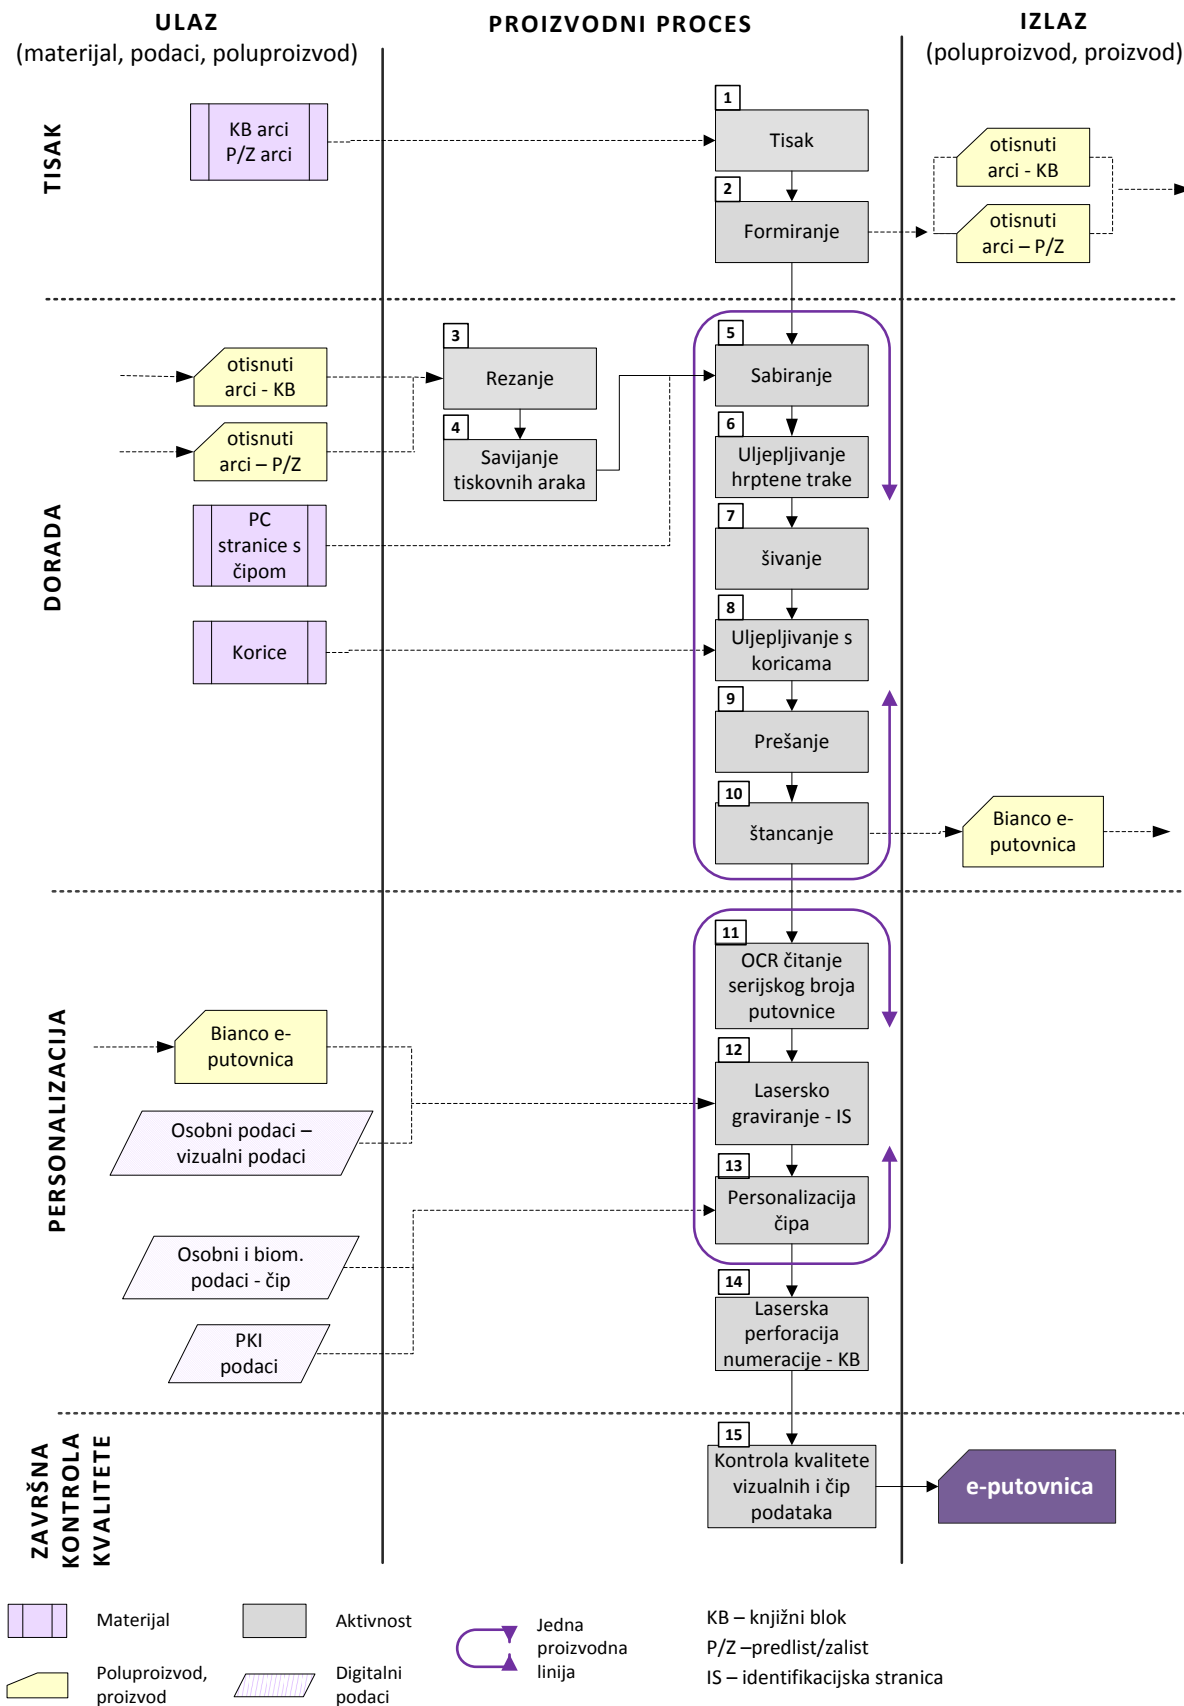 ULAZ
(materijal, podaci, poluproizvod)
PROIZVODNI PROCES
IZLAZ
(poluproizvod, proizvod)
TISAK
KB arci
P/Z arci
1
Tisak
2
Formiranje
otisnuti
arci - KB
otisnuti
arci – P/Z
DORADA
otisnuti
arci - KB
otisnuti
arci – P/Z
PC
stranice s
čipom
Korice
3
Rezanje
4
Savijanje
tiskovnih araka
5
Sabiranje
6
Uljepljivanje
hrptene trake
7
šivanje
8
Uljepljivanje s
koricama
9
Prešanje
10
štancanje
Bianco e-
putovnica
PERSONALIZACIJA
Bianco e-
putovnica
Osobni podaci –
vizualni podaci
Osobni i biom.
podaci - čip
PKI
podaci
11
OCR čitanje
serijskog broja
putovnice
12
Lasersko
graviranje - IS
13
Personalizacija
čipa
14
Laserska
perforacija
numeracije - KB
ZAVRŠNA
KONTROLA
KVALITETE
15
Kontrola kvalitete
vizualnih i čip
podataka
e-putovnica
Materijal
Aktivnost
Jedna
proizvodna
linija
Poluproizvod,
proizvod
Digitalni
podaci
KB – knjižni blok
P/Z –predlist/zalist
IS – identifikacijska stranica